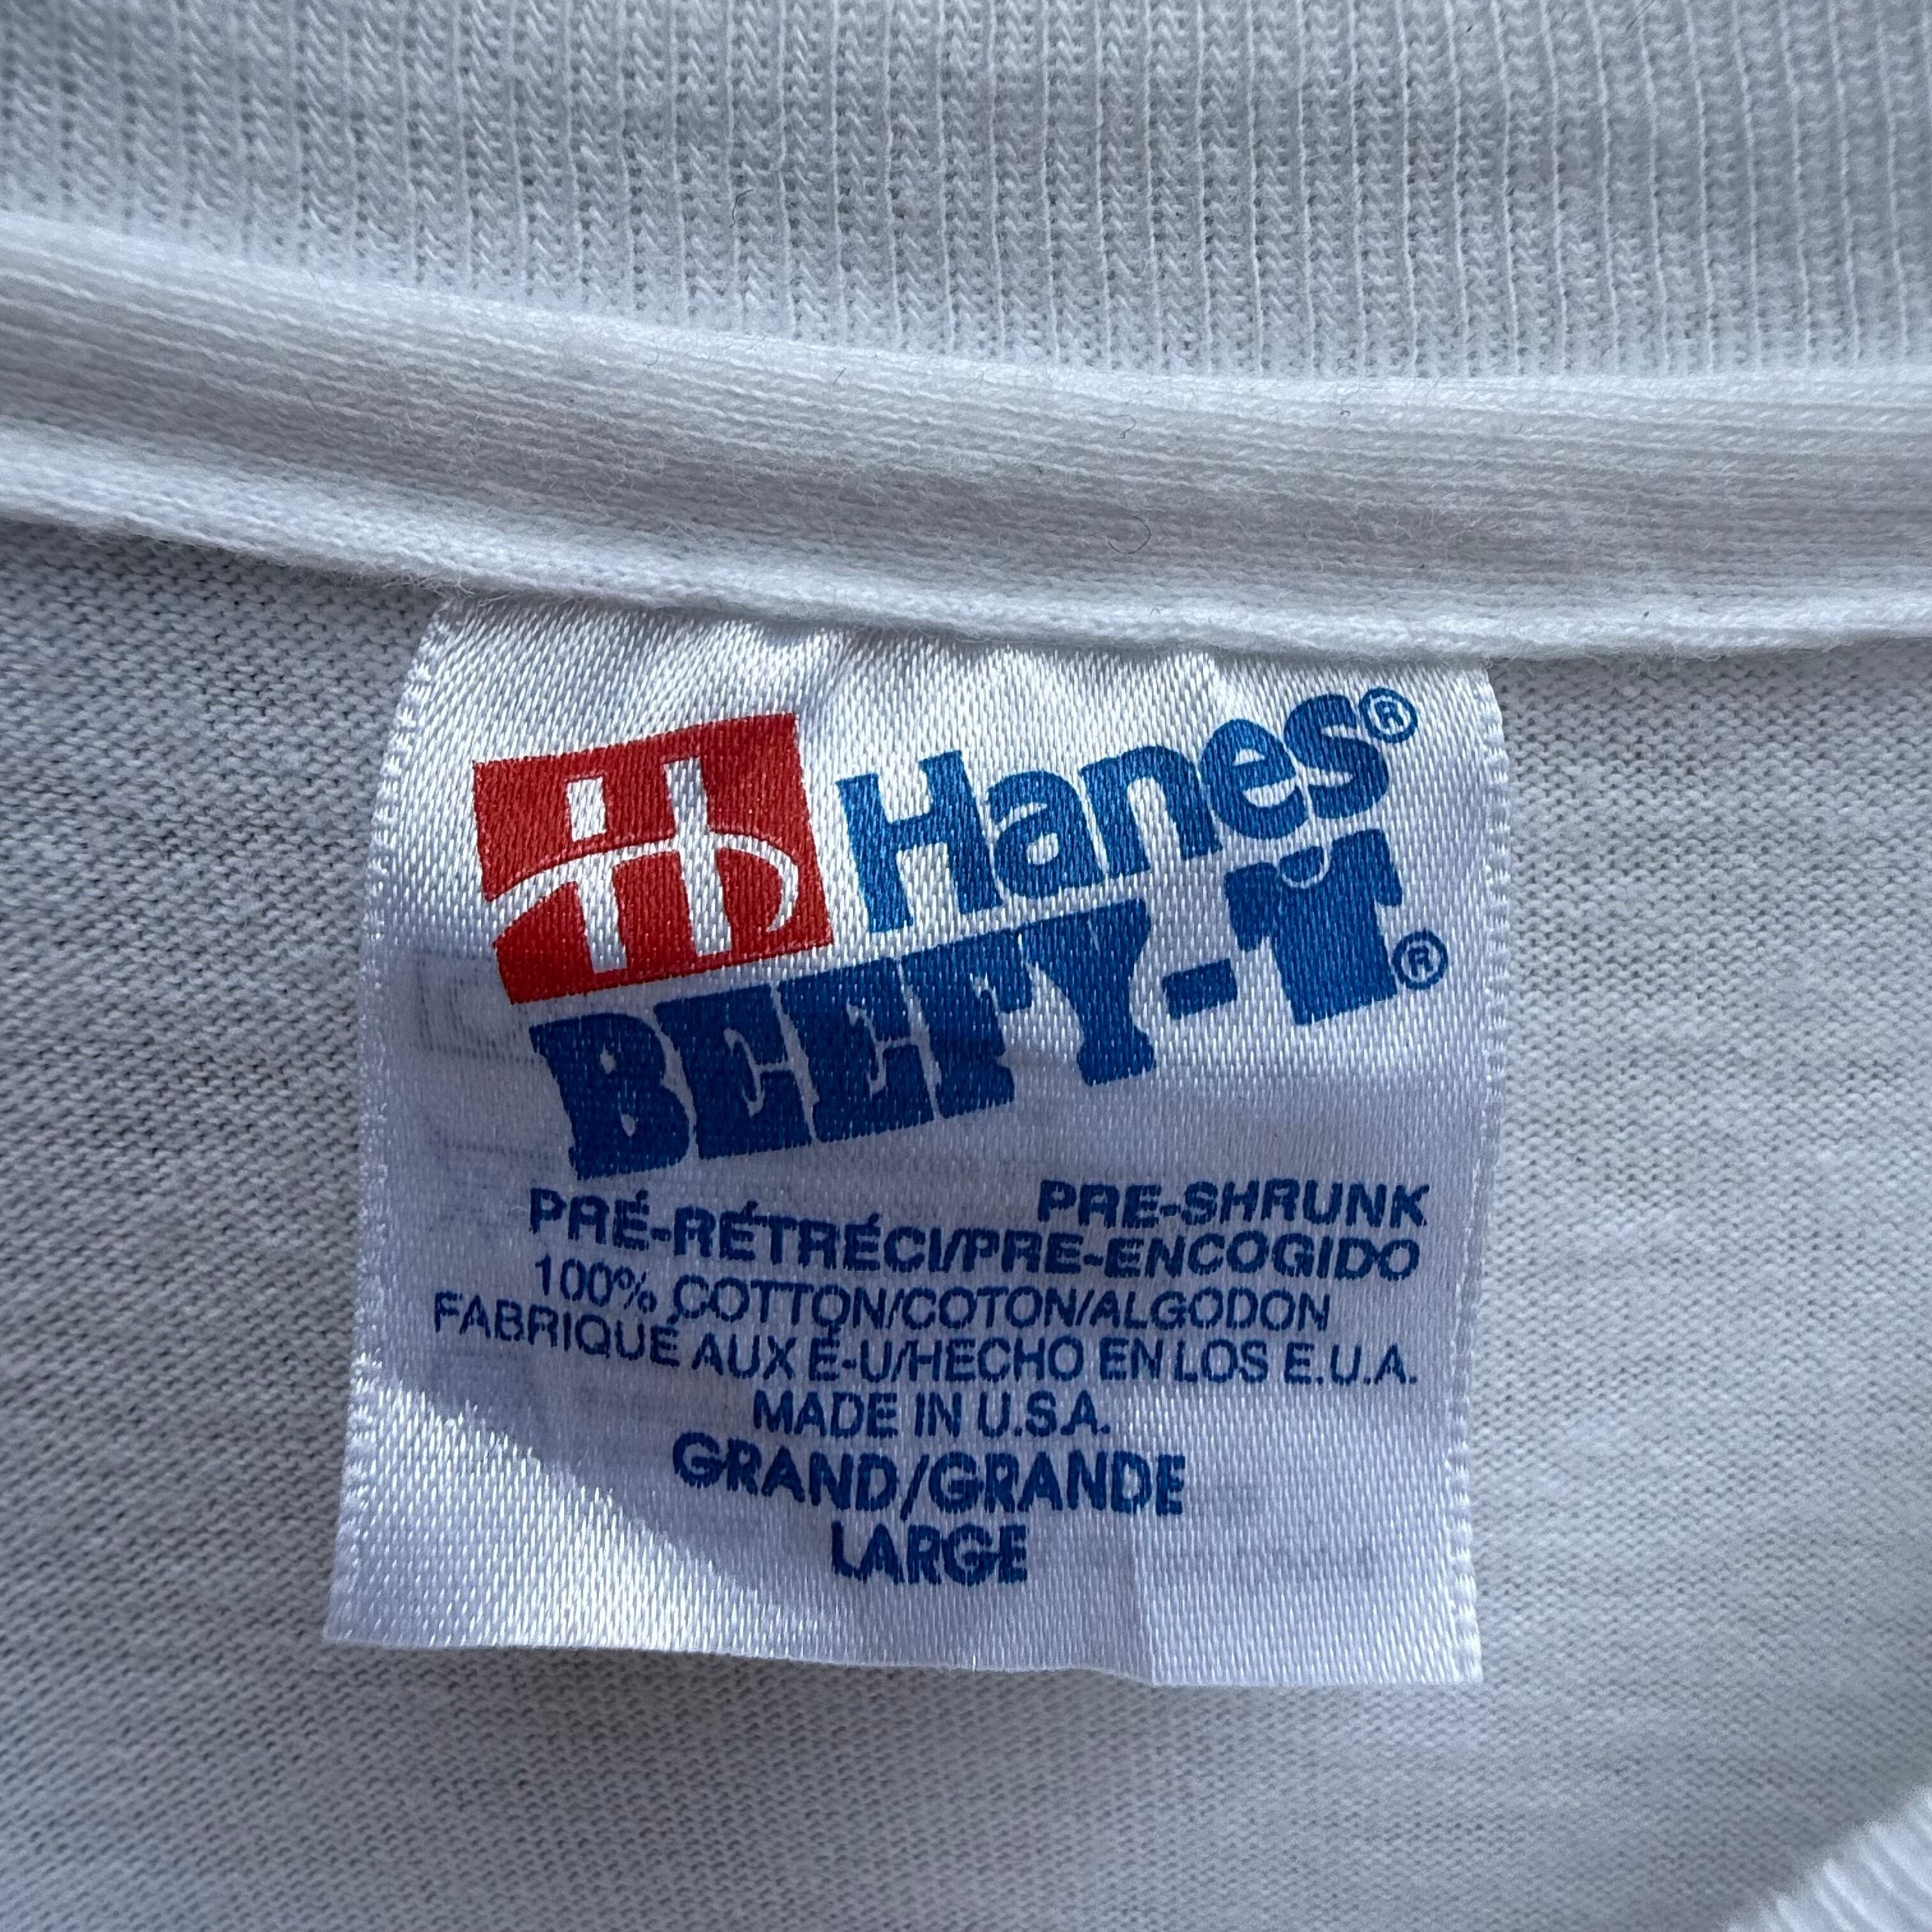 Hanes®
BEEFY-T®
PRE-SHRUNK
PRÉ-RÉTRÉCI/PRE-ENCOGIDO
100% COTTON/COTON/ALGODON
FABRIQUÉ AUX É-U/HECHO EN LOS E.U.A.
MADE IN U.S.A.
GRAND/GRANDE
LARGE